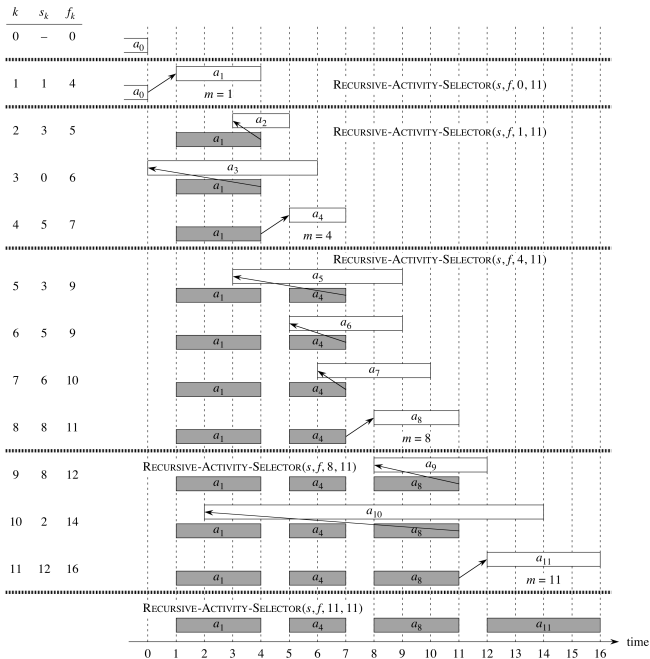 k s_k f_k
0 – 0
a_0
1 1 4
a_0
a_1
m = 1
RECURSIVE-ACTIVITY-SELECTOR(s, f, 0, 11)
2 3 5
a_2
a_1
RECURSIVE-ACTIVITY-SELECTOR(s, f, 1, 11)
3 0 6
a_3
a_1
4 5 7
a_4
a_1
m = 4
RECURSIVE-ACTIVITY-SELECTOR(s, f, 4, 11)
5 3 9
a_5
a_1 a_4
6 5 9
a_6
a_1 a_4
7 6 10
a_7
a_1 a_4
8 8 11
a_8
a_1 a_4
m = 8
RECURSIVE-ACTIVITY-SELECTOR(s, f, 8, 11)
9 8 12
a_9
a_1 a_4 a_8
10 2 14
a_10
a_1 a_4 a_8
11 12 16
a_11
a_1 a_4 a_8
m = 11
RECURSIVE-ACTIVITY-SELECTOR(s, f, 11, 11)
a_1 a_4 a_8 a_11
time
0 1 2 3 4 5 6 7 8 9 10 11 12 13 14 15 16